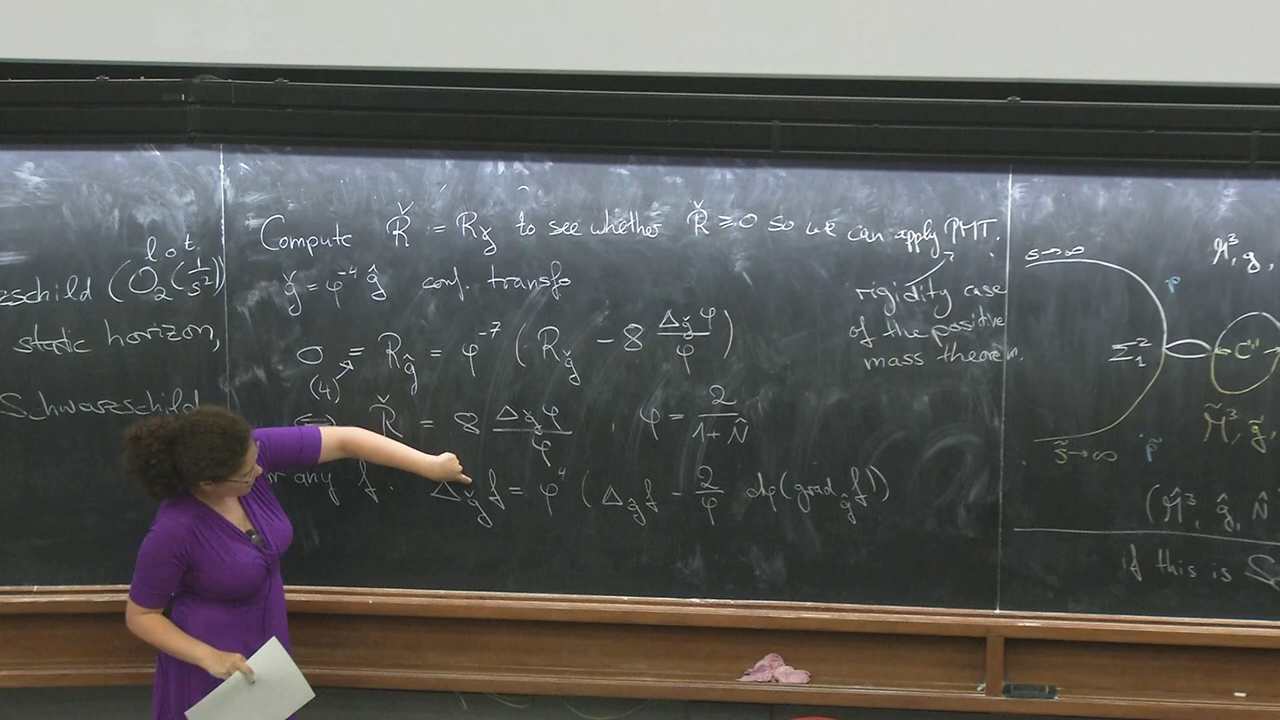 l o t.
zschild (O₂(1/s²))
static horizon,
Schwarzschild
Compute Ř := R_ǧ to see whether Ř ≥ 0 so we can apply PMT.
ǧ = φ⁻⁴ ĝ conf. transfo
rigidity case
of the positive
mass theorem.
0 = R_ĝ = φ⁻⁷ (R_ǧ - 8 Δ_ǧ φ / φ)
(4)
⟺ Ř = 8 Δ_ǧ φ / φ , φ = 2 / (1+N̂)
or any f: Δ_ǧ f = φ⁴ (Δ_ĝ f - 2/φ dφ(grad_ĝ f))
s→∞
p
Σ₁²
s̃→∞
p̃
M³, g,
"C"
M̃³, g̃,
(M̂³, ĝ, N̂
if this is S